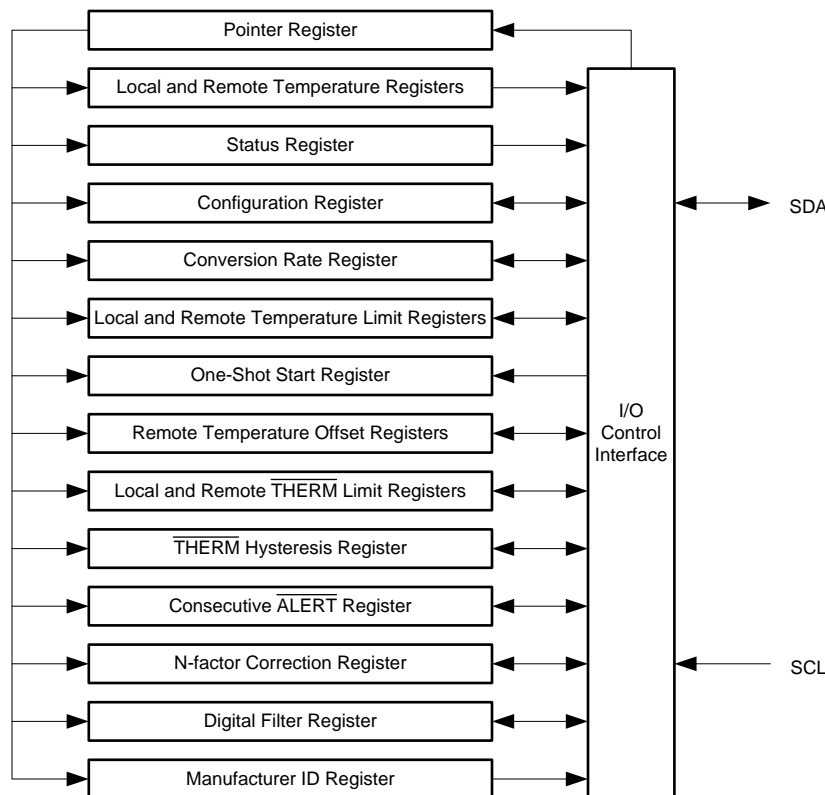 Pointer Register
Local and Remote Temperature Registers
Status Register
Configuration Register
Conversion Rate Register
Local and Remote Temperature Limit Registers
One-Shot Start Register
Remote Temperature Offset Registers
Local and Remote THERM Limit Registers
THERM Hysteresis Register
Consecutive ALERT Register
N-factor Correction Register
Digital Filter Register
Manufacturer ID Register
I/O
Control
Interface
SDA
SCL